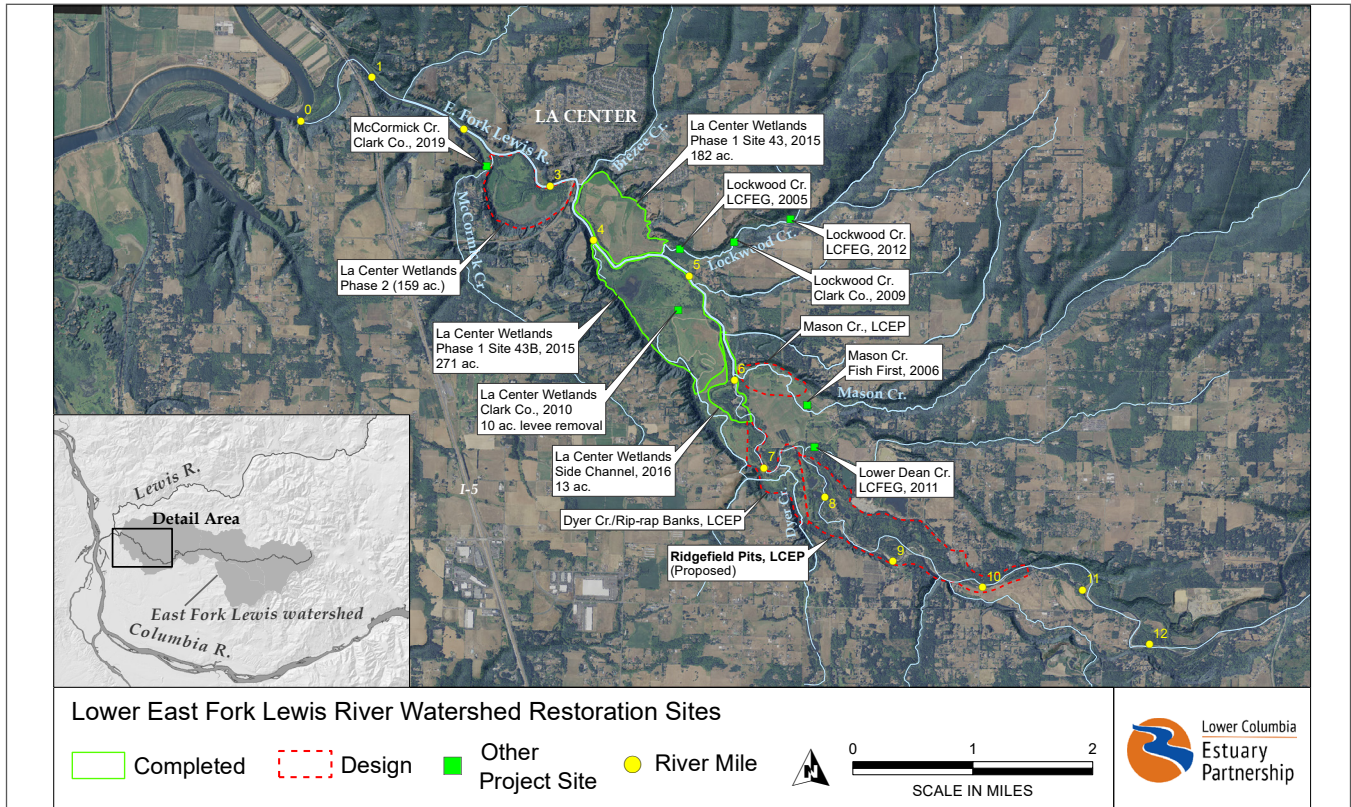 0
1
E. Fork Lewis R.
LA CENTER
Brezee Cr.
McCormick Cr.
Clark Co., 2019
3
McCormick Cr.
La Center Wetlands
Phase 1 Site 43, 2015
182 ac.
Lockwood Cr.
LCFEG, 2005
Lockwood Cr.
LCFEG, 2012
Lockwood Cr.
4
5
La Center Wetlands
Phase 2 (159 ac.)
Lockwood Cr.
Clark Co., 2009
La Center Wetlands
Phase 1 Site 43B, 2015
271 ac.
Mason Cr., LCEP
Mason Cr.
Fish First, 2006
6
Mason Cr.
La Center Wetlands
Clark Co., 2010
10 ac. levee removal
La Center Wetlands
Side Channel, 2016
13 ac.
7
Lower Dean Cr.
LCFEG, 2011
I-5
Dyer Cr.
8
Dyer Cr./Rip-rap Banks, LCEP
Ridgefield Pits, LCEP
(Proposed)
9
10
11
12
Lewis R.
Detail Area
East Fork Lewis watershed
Columbia R.
Lower East Fork Lewis River Watershed Restoration Sites
Completed
Design
Other
Project Site
River Mile
N
0 1 2
SCALE IN MILES
Lower Columbia
Estuary
Partnership